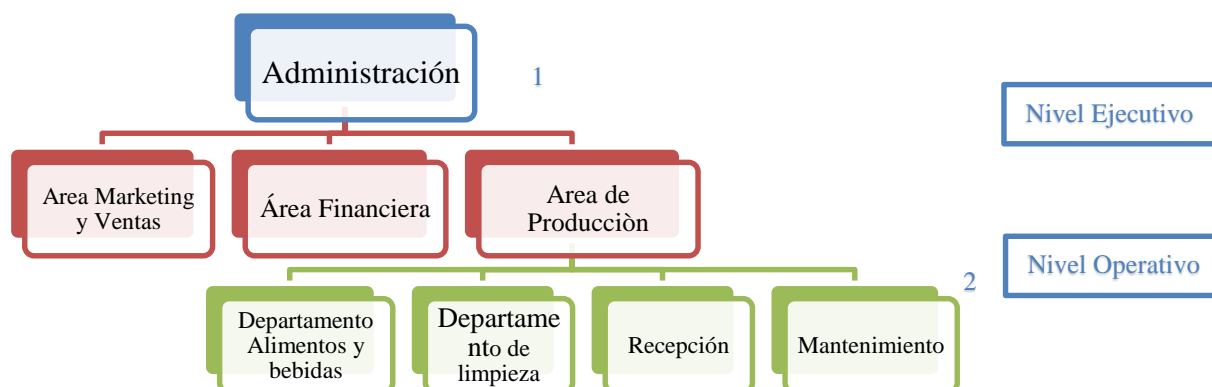 Administración
1
Nivel Ejecutivo
Area Marketing
y Ventas
Área Financiera
Area de
Producciòn
Nivel Operativo
2
Departamento
Alimentos y
bebidas
Departame
nto de
limpieza
Recepción
Mantenimiento